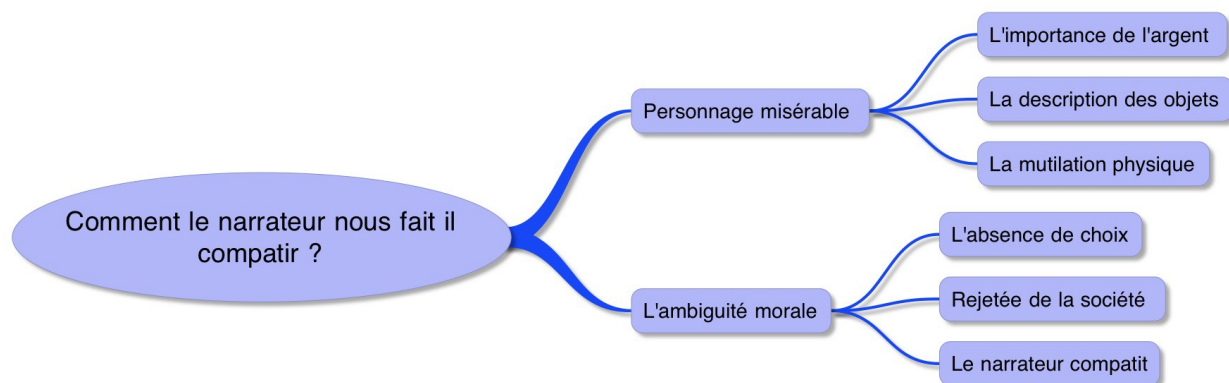 Comment le narrateur nous fait il
compatir ?
Personnage misérable
L'importance de l'argent
La description des objets
La mutilation physique
L'ambiguité morale
L'absence de choix
Rejetée de la société
Le narrateur compatit